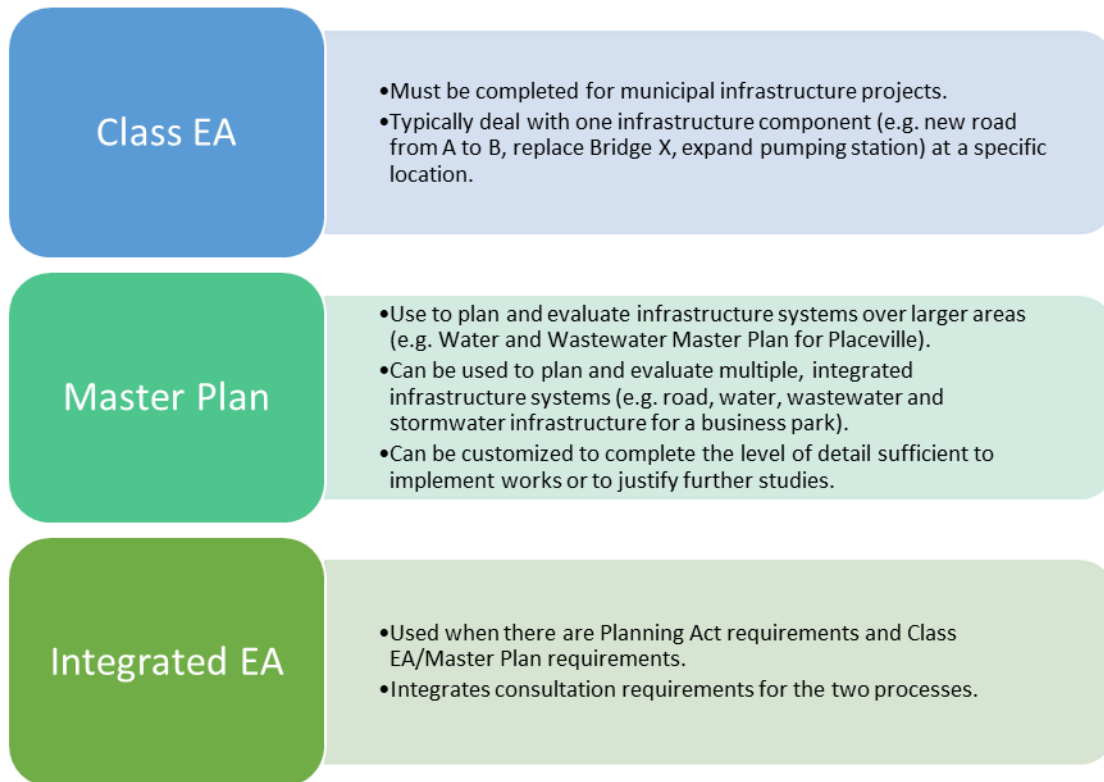 Class EA
•Must be completed for municipal infrastructure projects.
•Typically deal with one infrastructure component (e.g. new road
from A to B, replace Bridge X, expand pumping station) at a specific
location.
Master Plan
•Use to plan and evaluate infrastructure systems over larger areas
(e.g. Water and Wastewater Master Plan for Placeville).
•Can be used to plan and evaluate multiple, integrated
infrastructure systems (e.g. road, water, wastewater and
stormwater infrastructure for a business park).
•Can be customized to complete the level of detail sufficient to
implement works or to justify further studies.
Integrated EA
•Used when there are Planning Act requirements and Class
EA/Master Plan requirements.
•Integrates consultation requirements for the two processes.